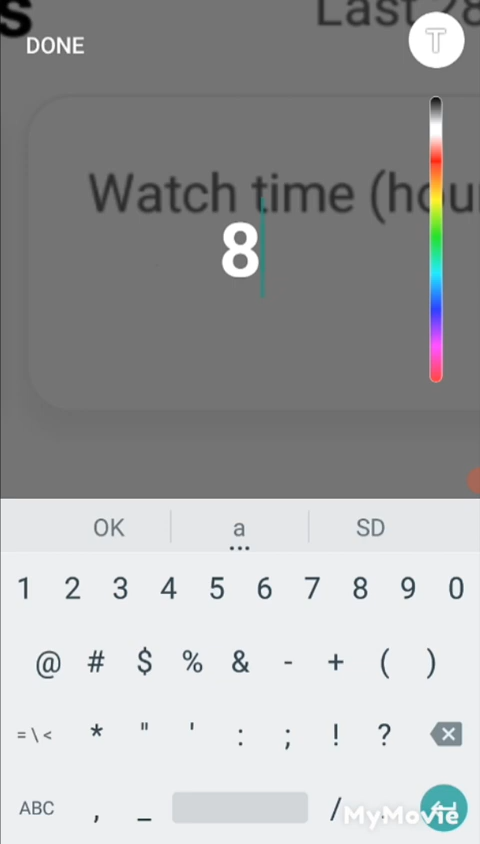 s
Last 28
DONE
T
Watch time (hou
8
OK a SD
1 2 3 4 5 6 7 8 9 0
@ # $ % & - + ( )
= \ < * " ' : ; ! ?
ABC , _ / .
MyMovie